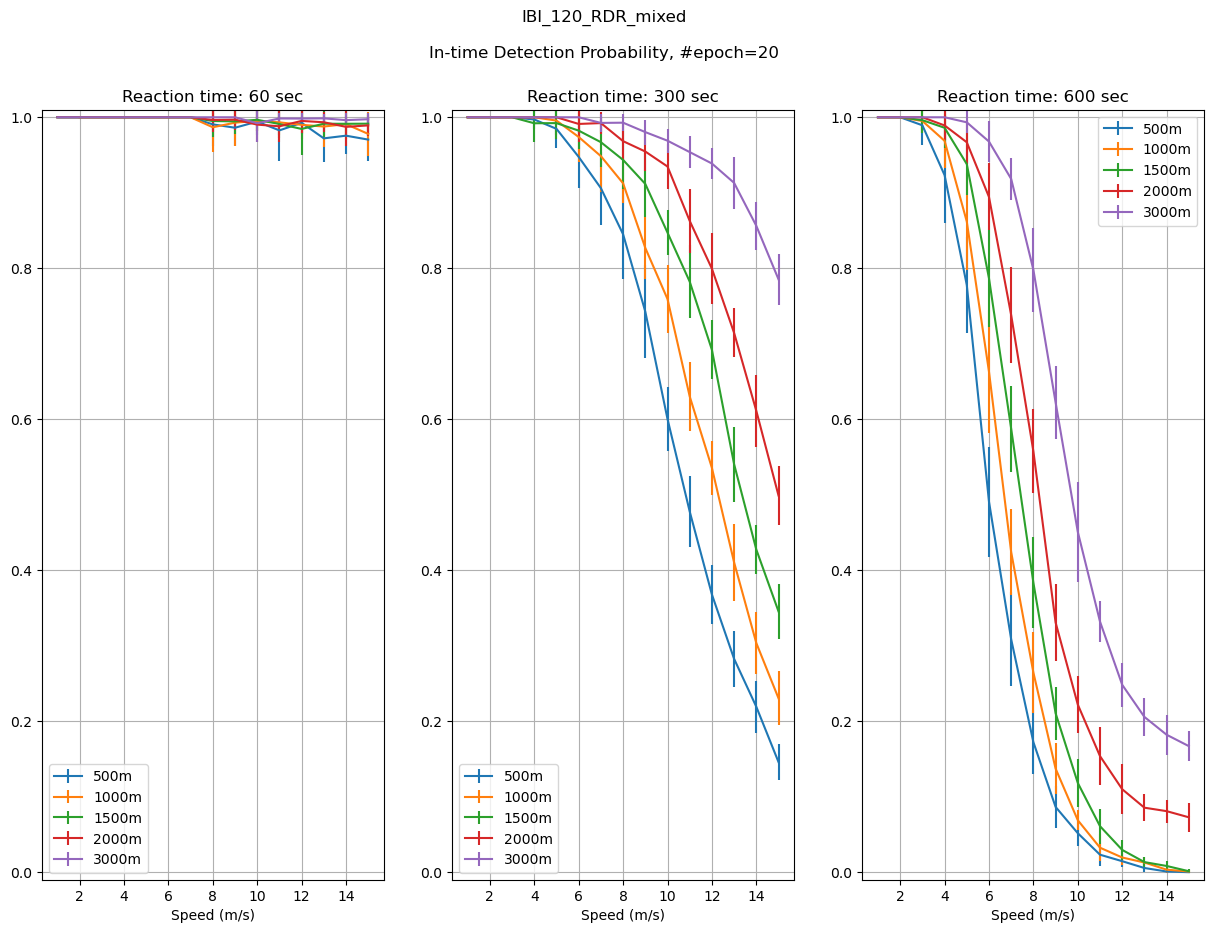 IBI_120_RDR_mixed
In-time Detection Probability, #epoch=20
Reaction time: 60 sec
1.0
0.8
0.6
0.4
0.2
0.0
500m
1000m
1500m
2000m
3000m
2 4 6 8 10 12 14
Speed (m/s)
Reaction time: 300 sec
1.0
0.8
0.6
0.4
0.2
0.0
500m
1000m
1500m
2000m
3000m
2 4 6 8 10 12 14
Speed (m/s)
Reaction time: 600 sec
1.0
0.8
0.6
0.4
0.2
0.0
500m
1000m
1500m
2000m
3000m
2 4 6 8 10 12 14
Speed (m/s)